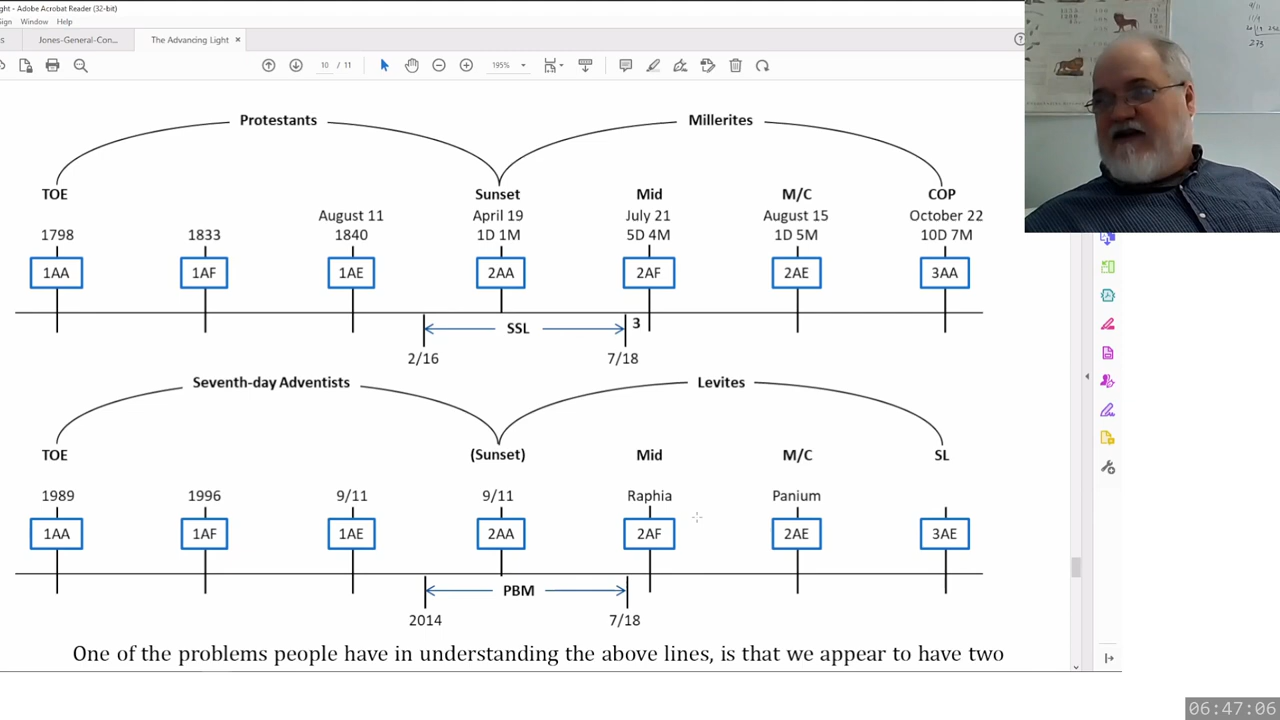 ght - Adobe Acrobat Reader (32-bit)
Sign Window Help
s Jones-General-Con... The Advancing Light ×
10 / 11 195%
Protestants Millerites
TOE Sunset Mid M/C COP
August 11 April 19 July 21 August 15 October 22
1798 1833 1840 1D 1M 5D 4M 1D 5M 10D 7M
1AA 1AF 1AE 2AA 2AF 2AE 3AA
SSL 3
2/16 7/18
Seventh-day Adventists Levites
TOE (Sunset) Mid M/C SL
1989 1996 9/11 9/11 Raphia Panium
1AA 1AF 1AE 2AA 2AF 2AE 3AE
PBM
2014 7/18
One of the problems people have in understanding the above lines, is that we appear to have two
06:47:06